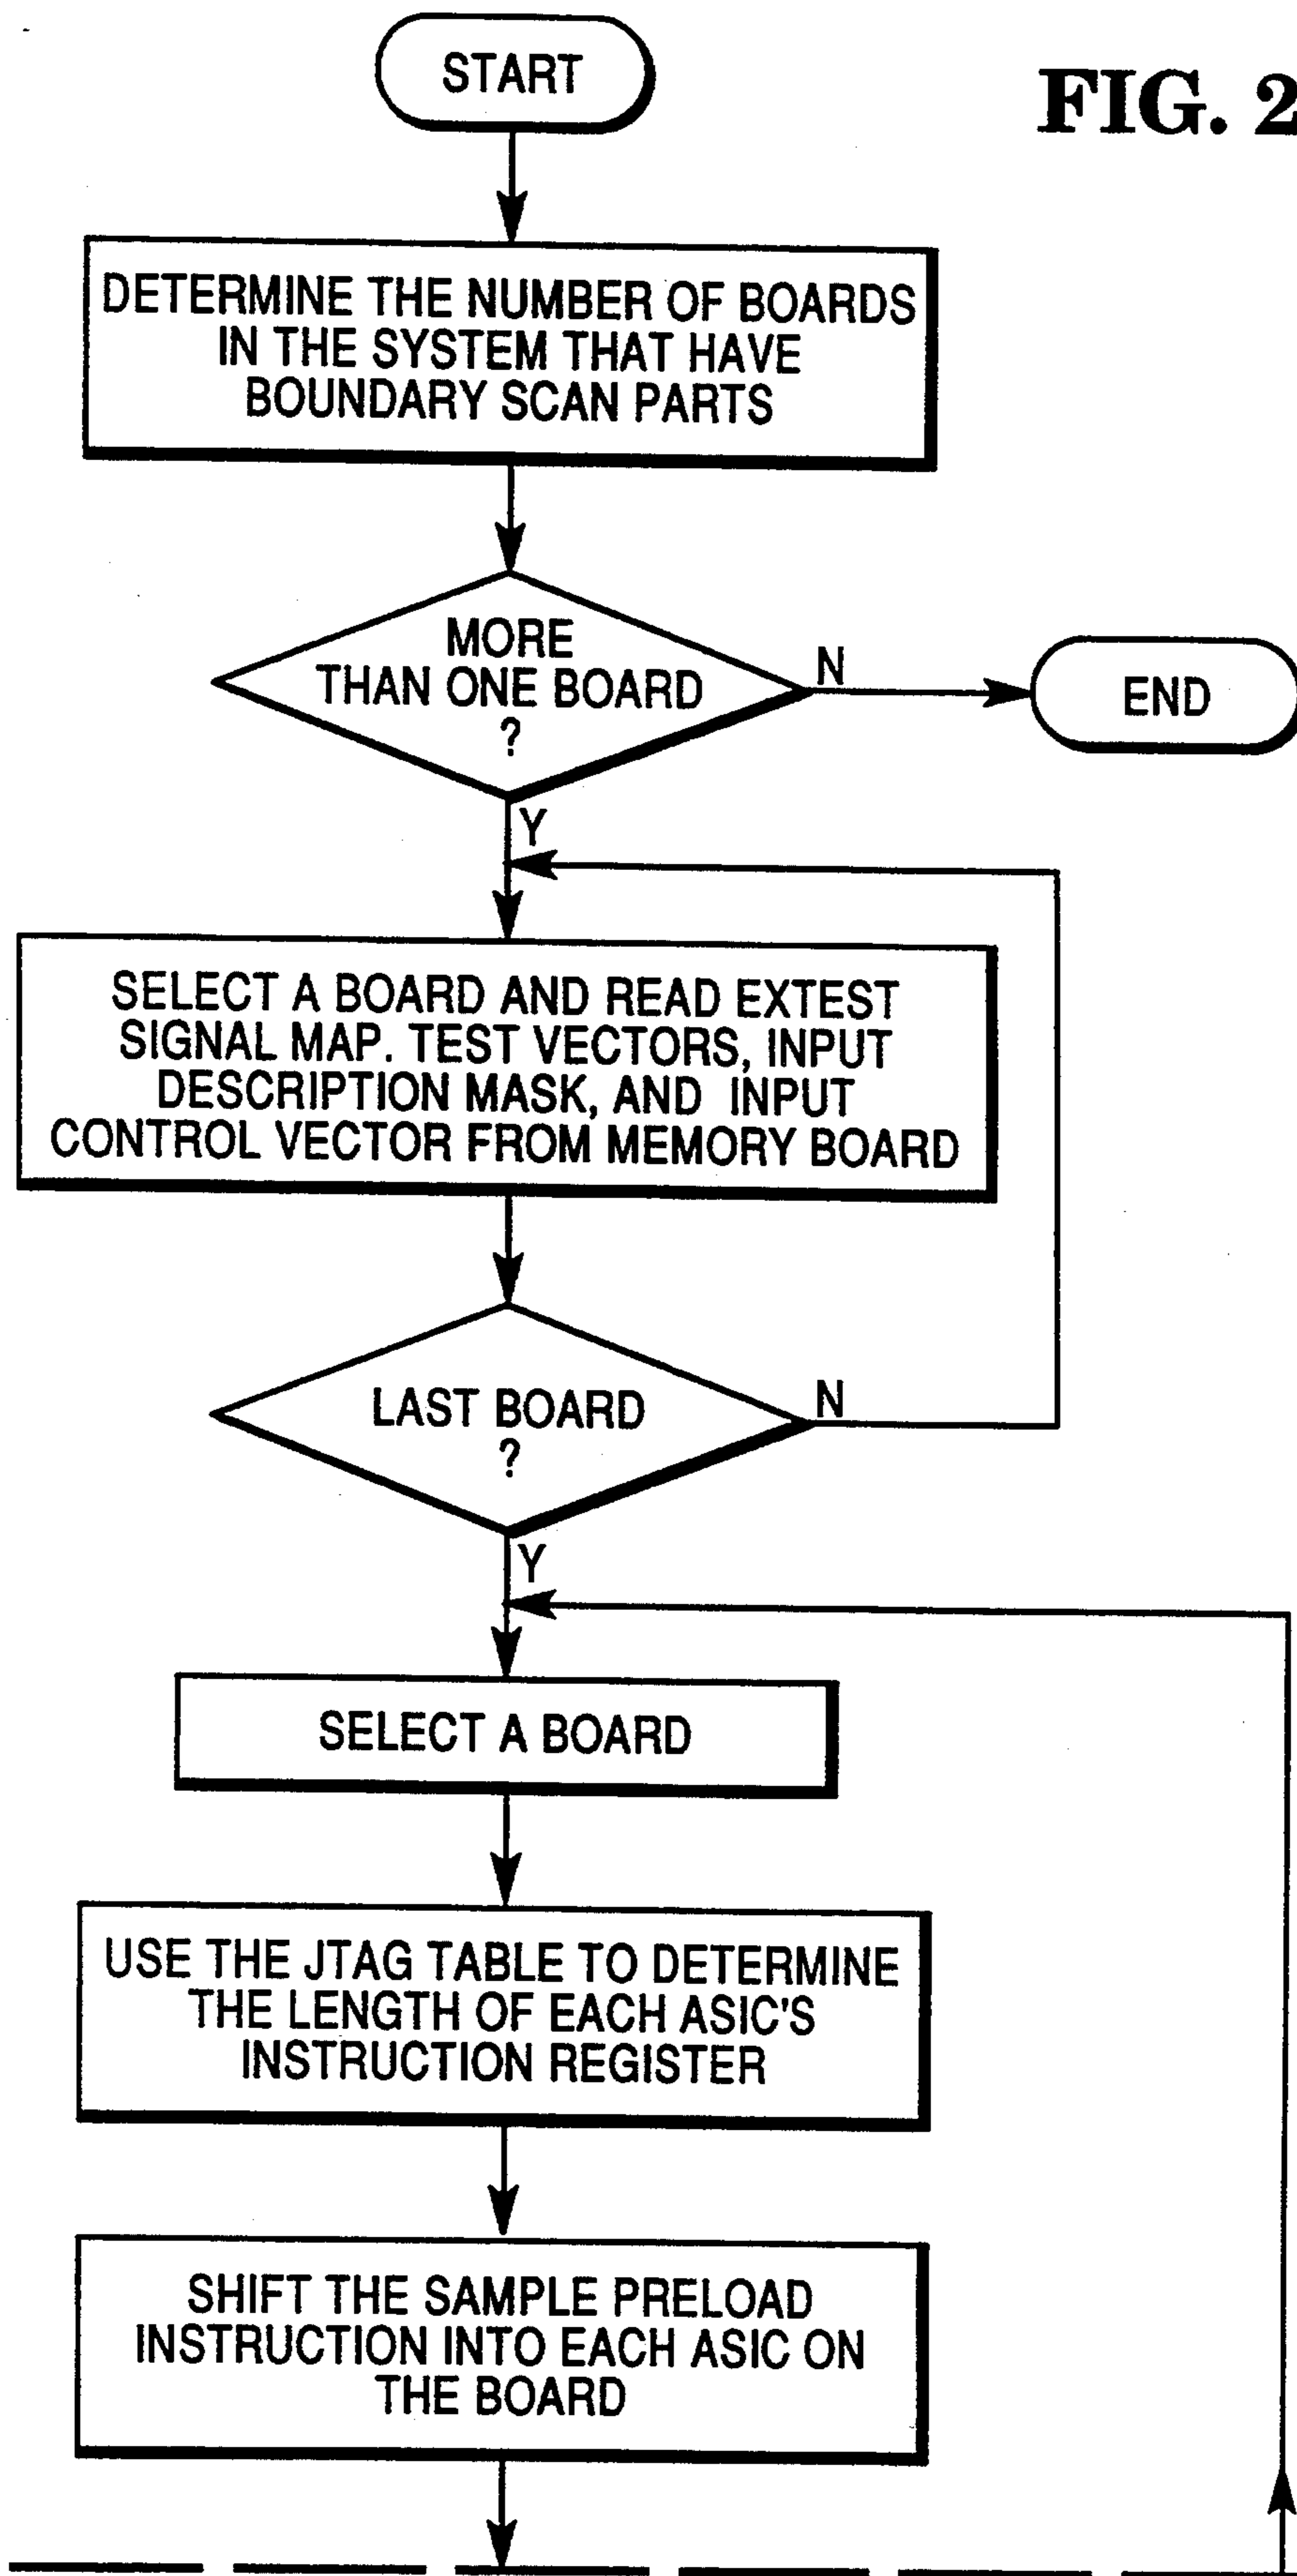 START
FIG. 2
DETERMINE THE NUMBER OF BOARDS
IN THE SYSTEM THAT HAVE
BOUNDARY SCAN PARTS
MORE
THAN ONE BOARD
?
N
END
Y
SELECT A BOARD AND READ EXTEST
SIGNAL MAP. TEST VECTORS, INPUT
DESCRIPTION MASK, AND INPUT
CONTROL VECTOR FROM MEMORY BOARD
LAST BOARD
?
N
Y
SELECT A BOARD
USE THE JTAG TABLE TO DETERMINE
THE LENGTH OF EACH ASIC'S
INSTRUCTION REGISTER
SHIFT THE SAMPLE PRELOAD
INSTRUCTION INTO EACH ASIC ON
THE BOARD